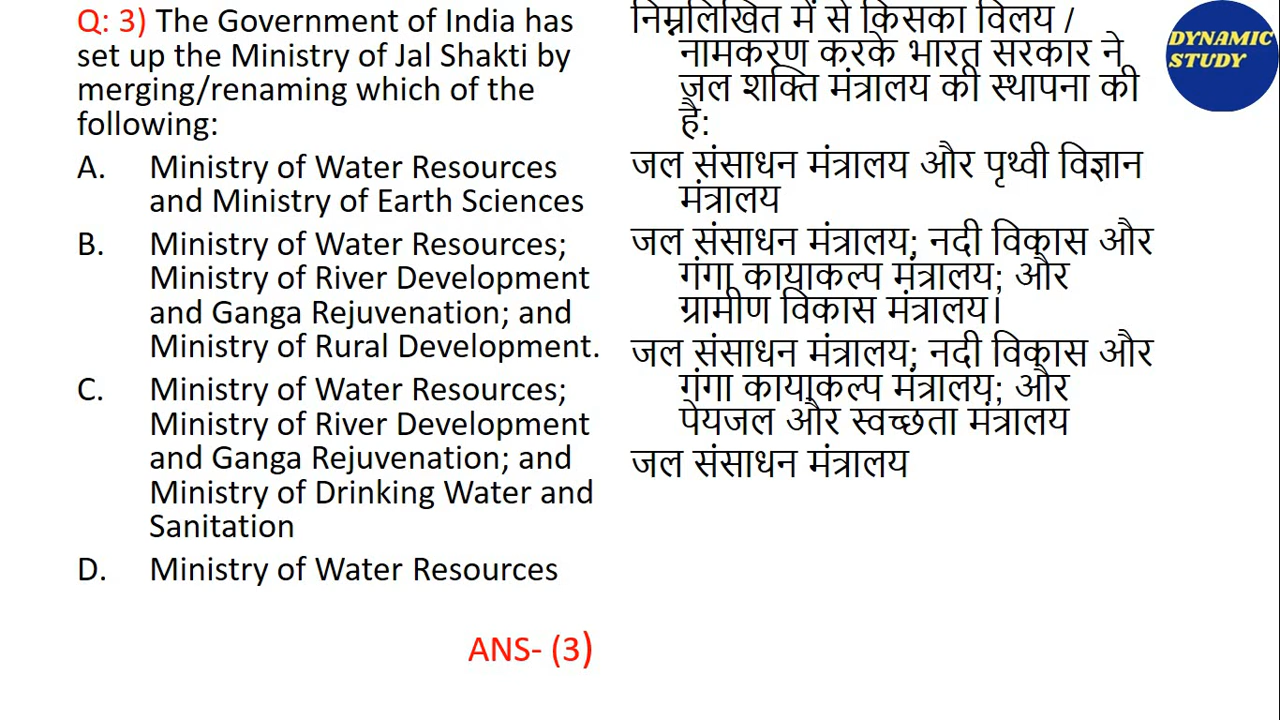 Q: 3) The Government of India has
set up the Ministry of Jal Shakti by
merging/renaming which of the
following:
A. Ministry of Water Resources
and Ministry of Earth Sciences
B. Ministry of Water Resources;
Ministry of River Development
and Ganga Rejuvenation; and
Ministry of Rural Development.
C. Ministry of Water Resources;
Ministry of River Development
and Ganga Rejuvenation; and
Ministry of Drinking Water and
Sanitation
D. Ministry of Water Resources
ANS- (3)
निम्नलिखित में से किसका विलय /
नामकरण करके भारत सरकार ने
जल शक्ति मंत्रालय की स्थापना की
है:
जल संसाधन मंत्रालय और पृथ्वी विज्ञान
मंत्रालय
जल संसाधन मंत्रालय; नदी विकास और
गंगा कायाकल्प मंत्रालय; और
ग्रामीण विकास मंत्रालय।
जल संसाधन मंत्रालय; नदी विकास और
गंगा कायाकल्प मंत्रालय; और
पेयजल और स्वच्छता मंत्रालय
जल संसाधन मंत्रालय
DYNAMIC
STUDY